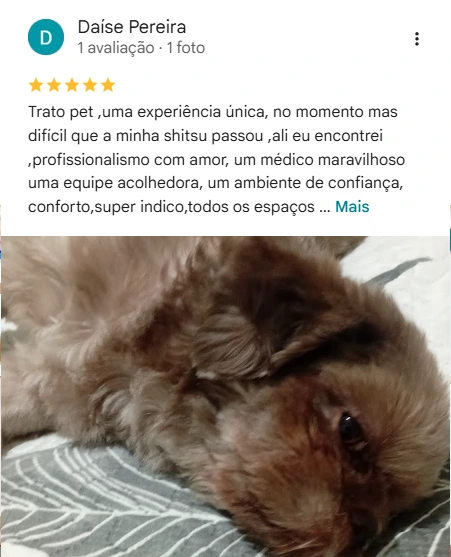 D
Daíse Pereira
1 avaliação · 1 foto
Trato pet ,uma experiência única, no momento mas
difícil que a minha shitsu passou ,ali eu encontrei
,profissionalismo com amor, um médico maravilhoso
uma equipe acolhedora, um ambiente de confiança,
conforto,super indico,todos os espaços ... Mais